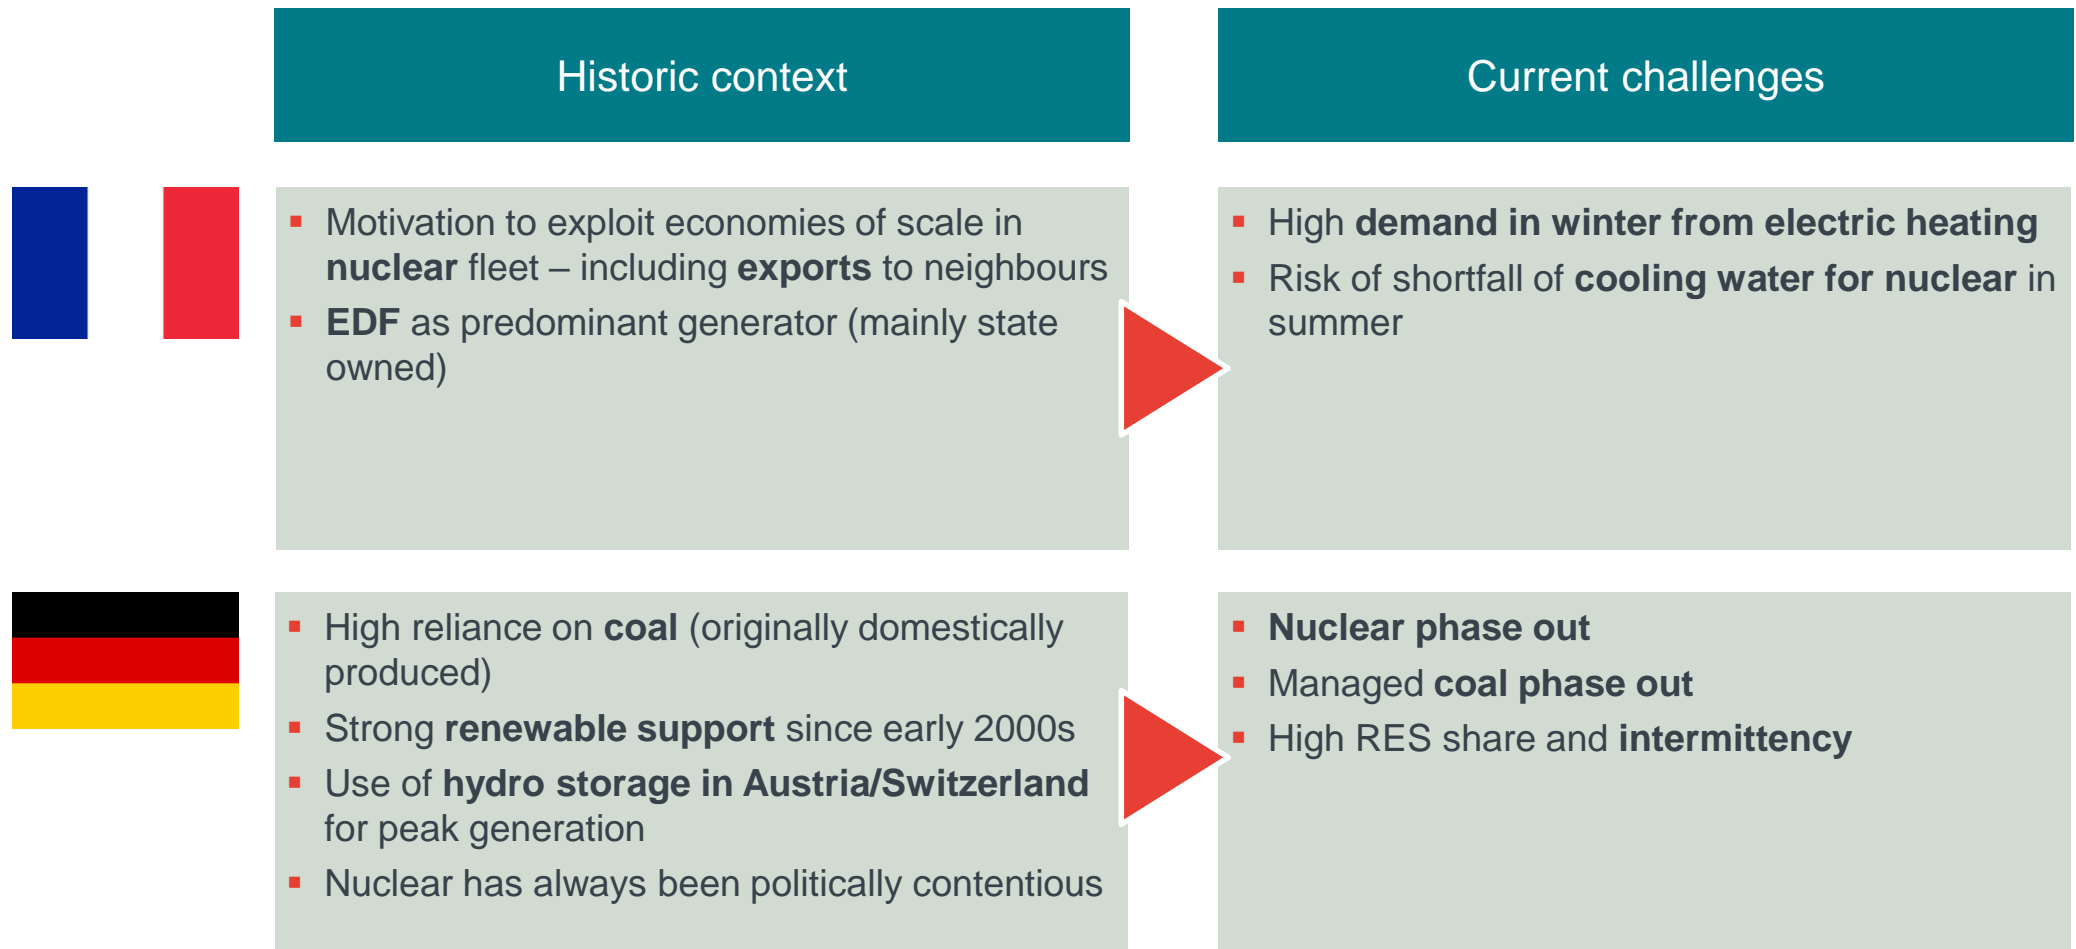 Historic context
Current challenges
▪ Motivation to exploit economies of scale in
nuclear fleet – including exports to neighbours
▪ EDF as predominant generator (mainly state
owned)
▪ High demand in winter from electric heating
▪ Risk of shortfall of cooling water for nuclear in
summer
▪ High reliance on coal (originally domestically
produced)
▪ Strong renewable support since early 2000s
▪ Use of hydro storage in Austria/Switzerland
for peak generation
▪ Nuclear has always been politically contentious
▪ Nuclear phase out
▪ Managed coal phase out
▪ High RES share and intermittency